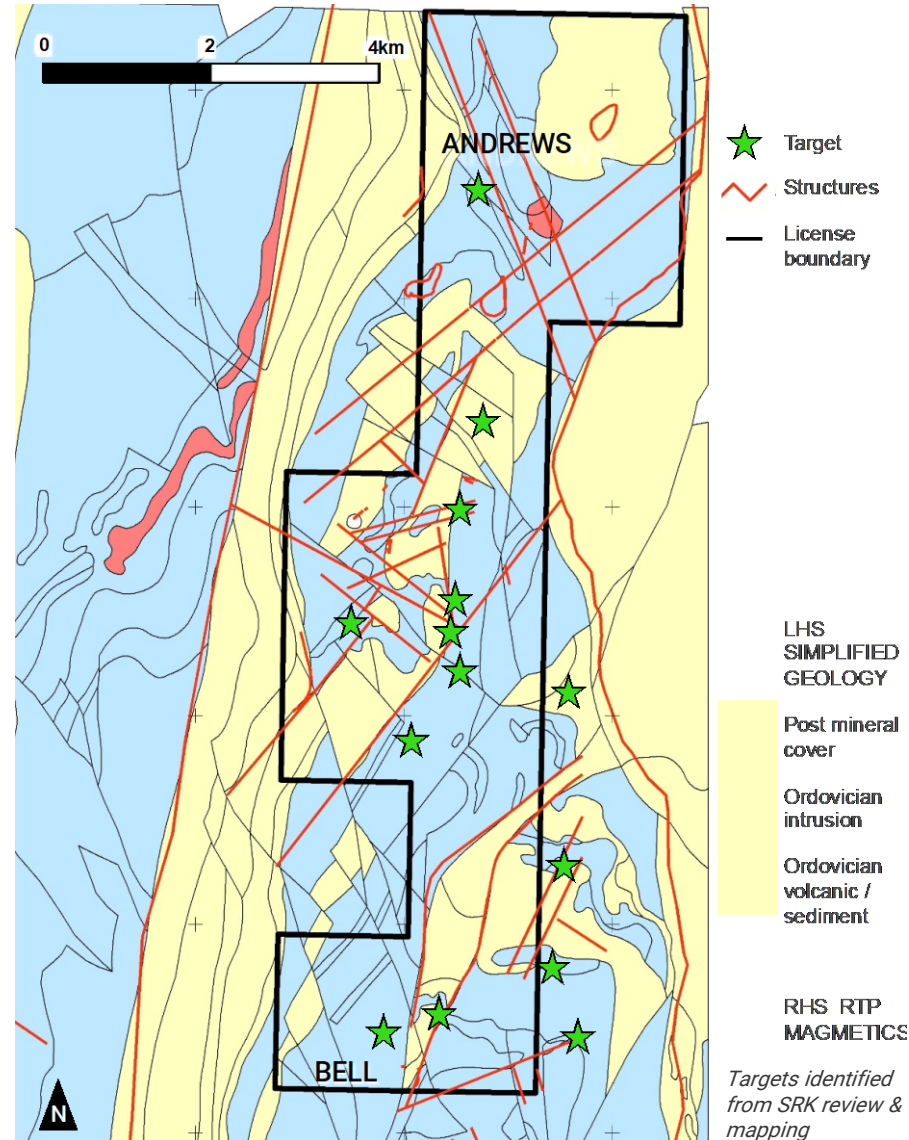 0 2 4km
ANDREWS
BELL
N
Target
Structures
License
boundary
LHS
SIMPLIFIED
GEOLOGY
Post mineral
cover
Ordovician
intrusion
Ordovician
volcanic /
sediment
RHS RTP
MAGMETICS
Targets identified
from SRK review &
mapping